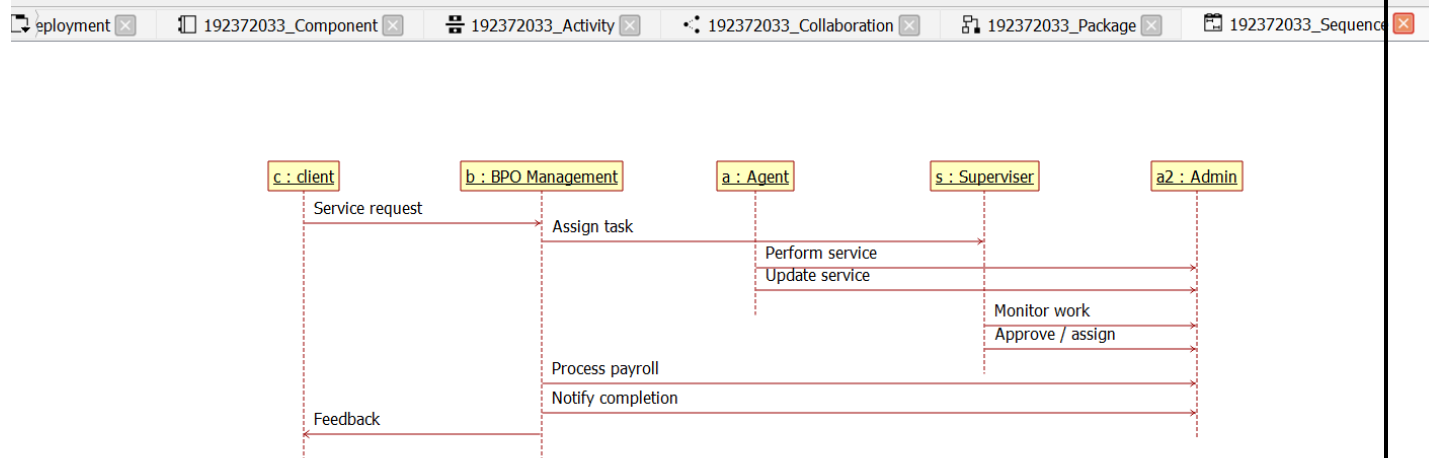 eployment
192372033_Component
192372033_Activity
192372033_Collaboration
192372033_Package
192372033_Sequence
c : client
b : BPO Management
a : Agent
s : Superviser
a2 : Admin
Service request
Assign task
Perform service
Update service
Monitor work
Approve / assign
Process payroll
Notify completion
Feedback